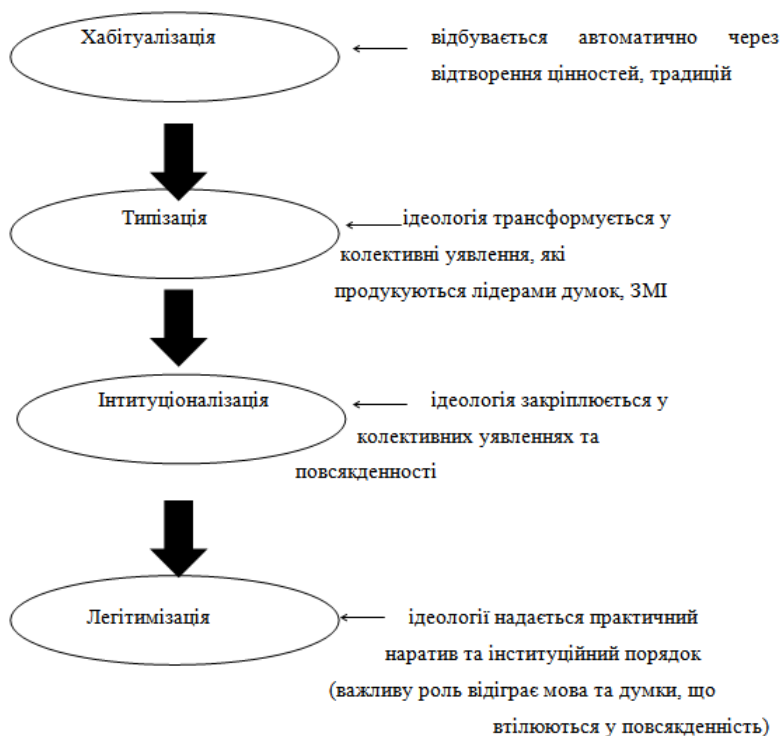 Хабітуалізація
відбувається автоматично через
відтворення цінностей, традицій
Типізація
ідеологія трансформується у
колективні уявлення, які
продукуються лідерами думок, ЗМІ
Інтитуціоналізація
ідеологія закріплюється у
колективних уявленнях та
повсякденності
Легітимізація
ідеології надається практичний
наратив та інституційний порядок
(важливу роль відіграє мова та думки, що
втілюються у повсякденність)